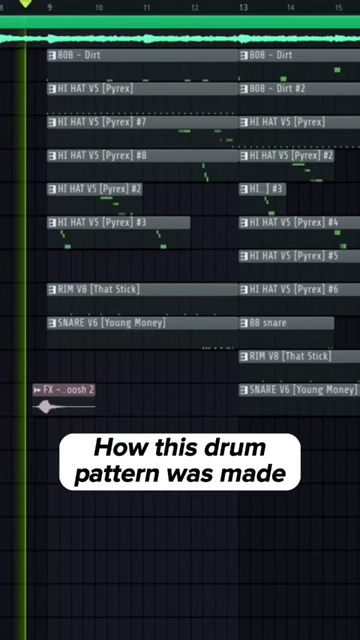 9 10 11 12 13 14 15
808 - Dirt 808 - Dirt
HI HAT V5 [Pyrex] 808 - Dirt #2
HI HAT V5 [Pyrex] #7 HI HAT V5 [Pyrex]
HI HAT V5 [Pyrex] #8 HI HAT V5 [Pyrex] #2
HI HAT V5 [Pyrex] #2 HI...] #3
HI HAT V5 [Pyrex] #3 HI HAT V5 [Pyrex] #4
HI HAT V5 [Pyrex] #5
RIM V8 [That Stick] HI HAT V5 [Pyrex] #6
SNARE V6 [Young Money] 88 snare
RIM V8 [That Stick]
FX -...oosh 2 SNARE V6 [Young Money]
How this drum
pattern was made